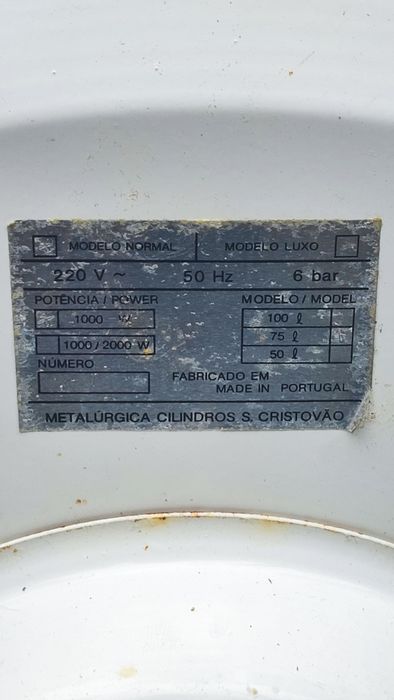 MODELO NORMAL MODELO LUXO
220 V ~ 50 Hz 6 bar
POTÊNCIA / POWER MODELO / MODEL
1000 W 100 ℓ
1000 / 2000 W 75 ℓ
50 ℓ
NÚMERO
FABRICADO EM
MADE IN PORTUGAL
METALÚRGICA CILINDROS S. CRISTOVÃO